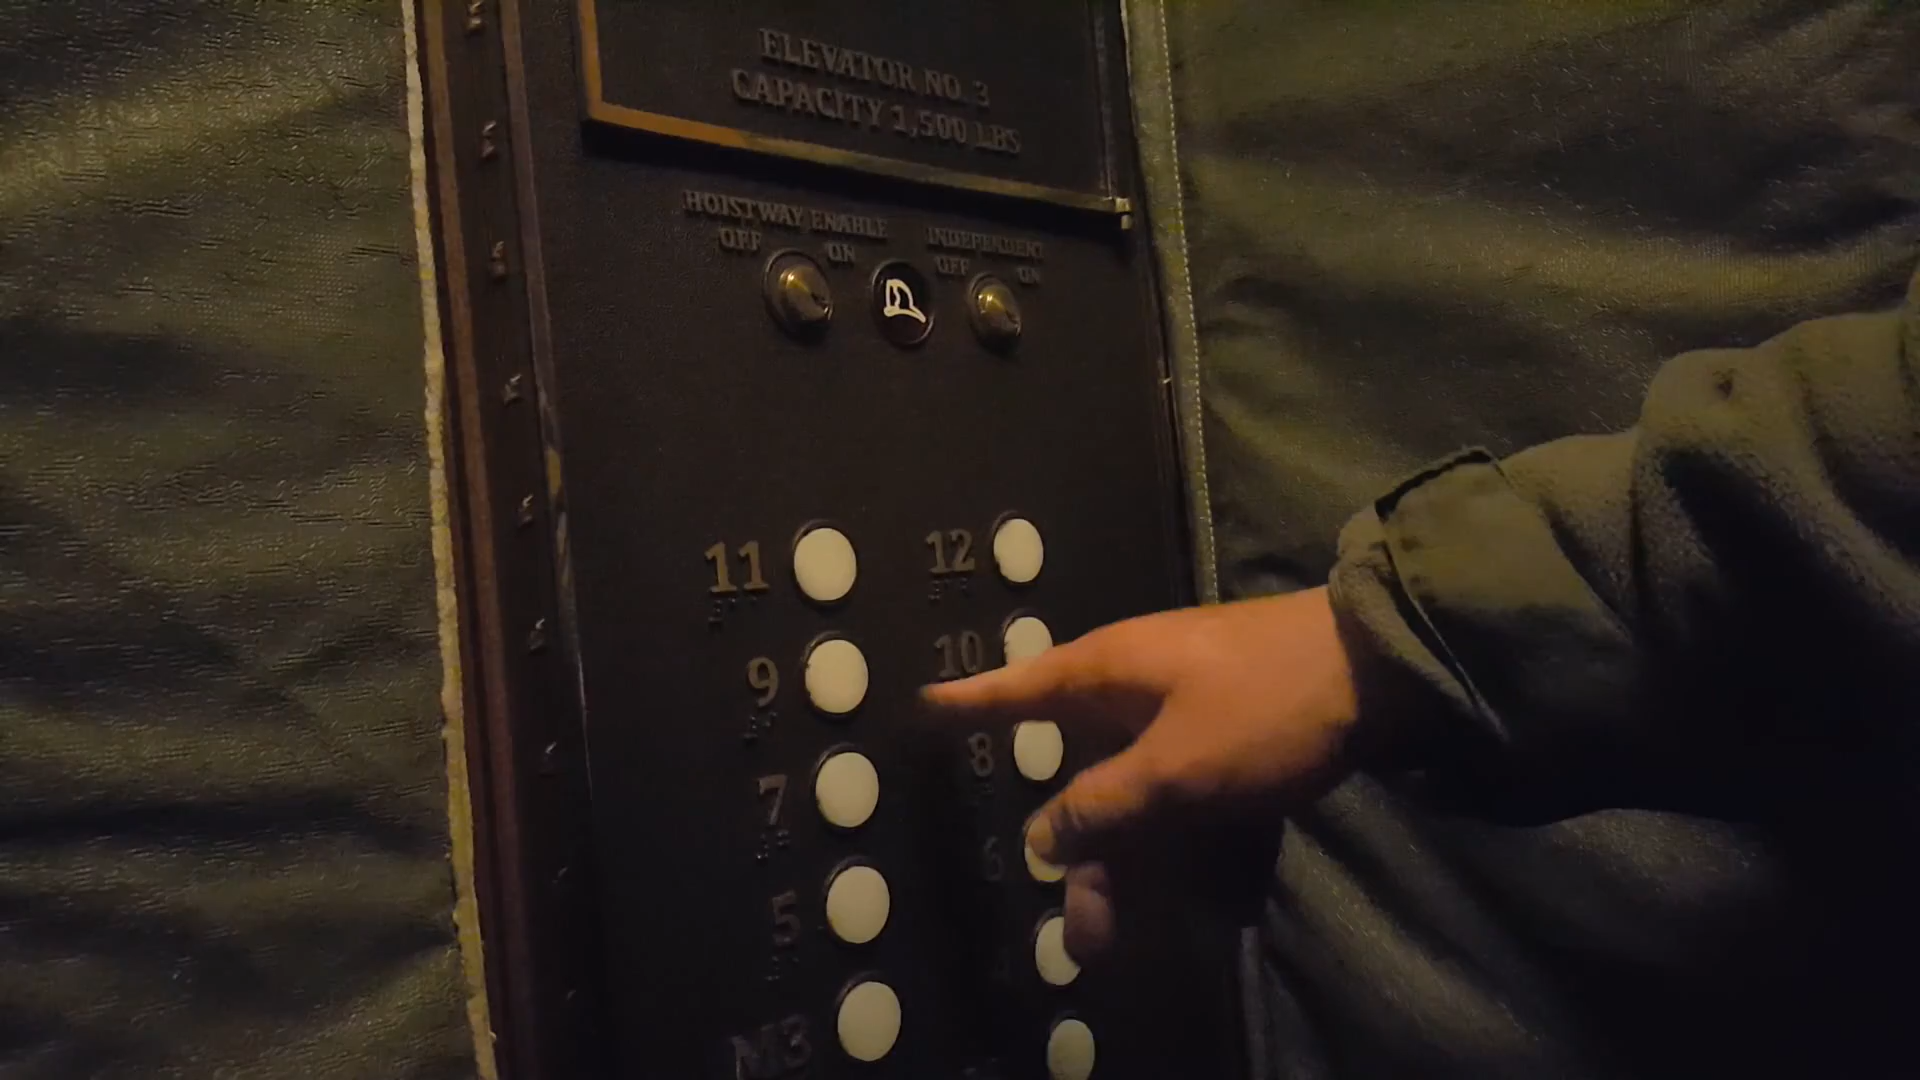 ELEVATOR NO. 3
CAPACITY 1,500 LBS
HOISTWAY ENABLE
OFF ON
INDEPENDENT
OFF ON
11 12
9 10
7 8
5 6
M3